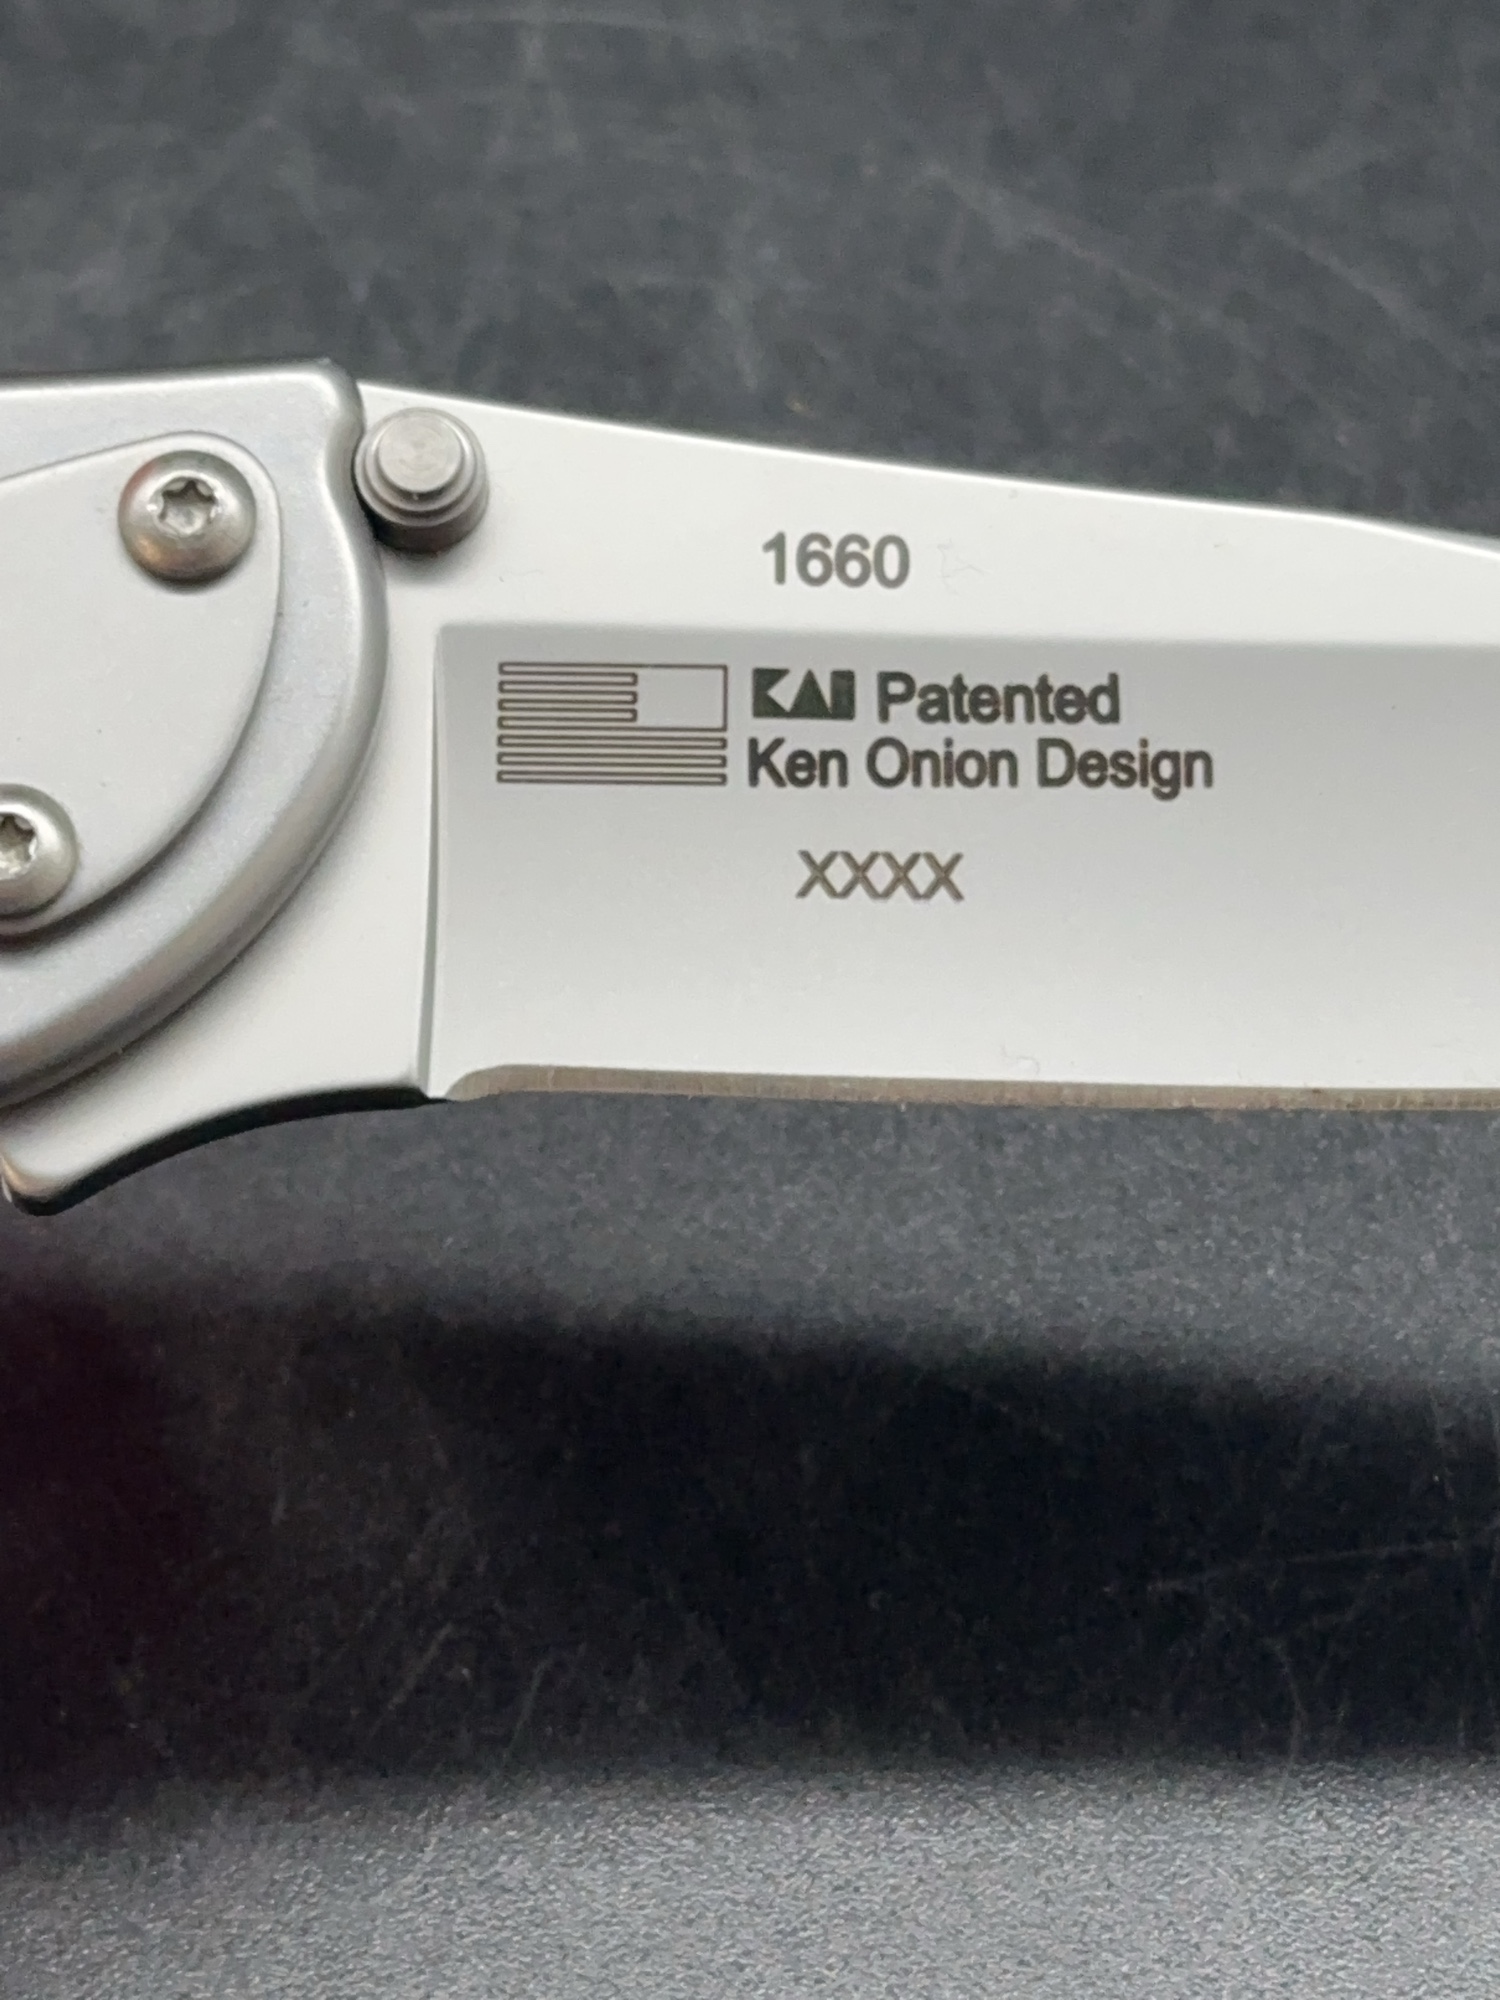 1660
KAI Patented
Ken Onion Design
XXXX